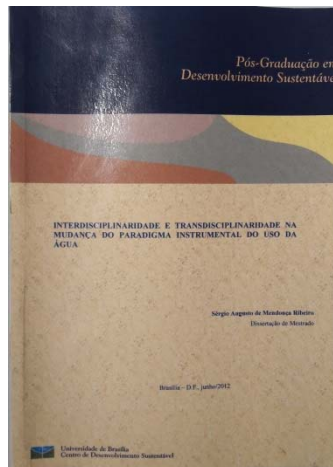 Pós-Graduação em
Desenvolvimento Sustentáve
INTERDISCIPLINARIDADE E TRANSDISCIPLINARIDADE NA
MUDANÇA DO PARADIGMA INSTRUMENTAL DO USO DA
ÁGUA
Sérgio Augusto de Mendonça Ribeiro
Dissertação de Mestrado
Brasília – D.F., junho/2012
Universidade de Brasília
Centro de Desenvolvimento Sustentável